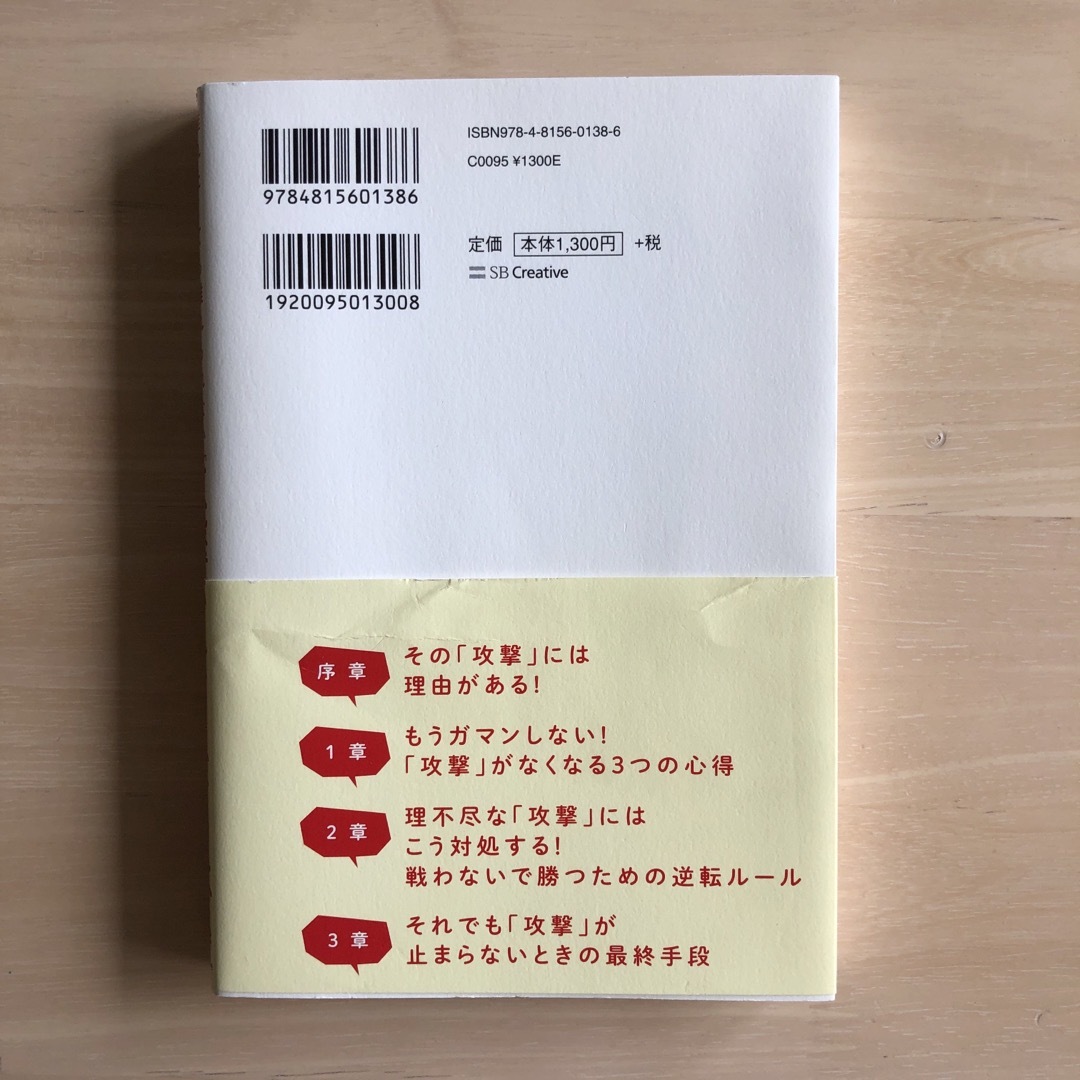 ISBN978-4-8156-0138-6
C0095 ¥1300E
9784815601386
定価 本体1,300円 +税
SB Creative
1920095013008
序章
その「攻撃」には
理由がある!
1章
もうガマンしない!
「攻撃」がなくなる3つの心得
2章
理不尽な「攻撃」には
こう対処する!
戦わないで勝つための逆転ルール
3章
それでも「攻撃」が
止まらないときの最終手段